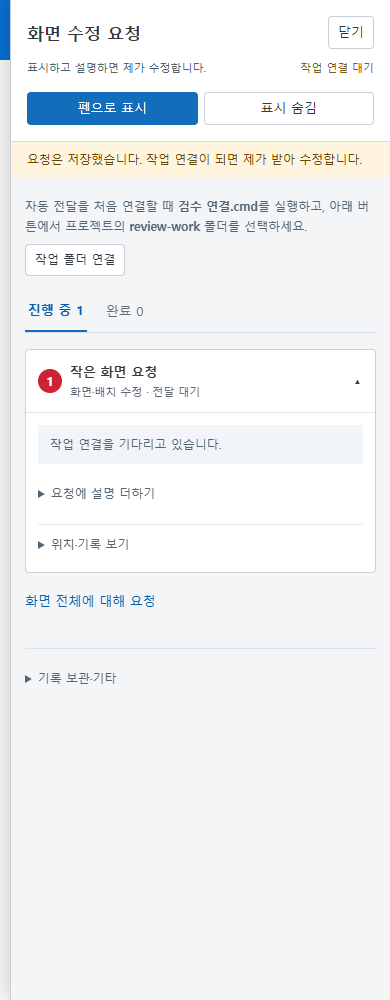 화면 수정 요청
닫기
표시하고 설명하면 제가 수정합니다.
작업 연결 대기
펜으로 표시
표시 숨김
요청은 저장했습니다. 작업 연결이 되면 제가 받아 수정합니다.
자동 전달을 처음 연결할 때 검수 연결.cmd를 실행하고, 아래 버
튼에서 프로젝트의 review-work 폴더를 선택하세요.
작업 폴더 연결
진행 중 1
완료 0
1
작은 화면 요청
화면·배치 수정 · 전달 대기
작업 연결을 기다리고 있습니다.
요청에 설명 더하기
위치·기록 보기
화면 전체에 대해 요청
기록 보관·기타